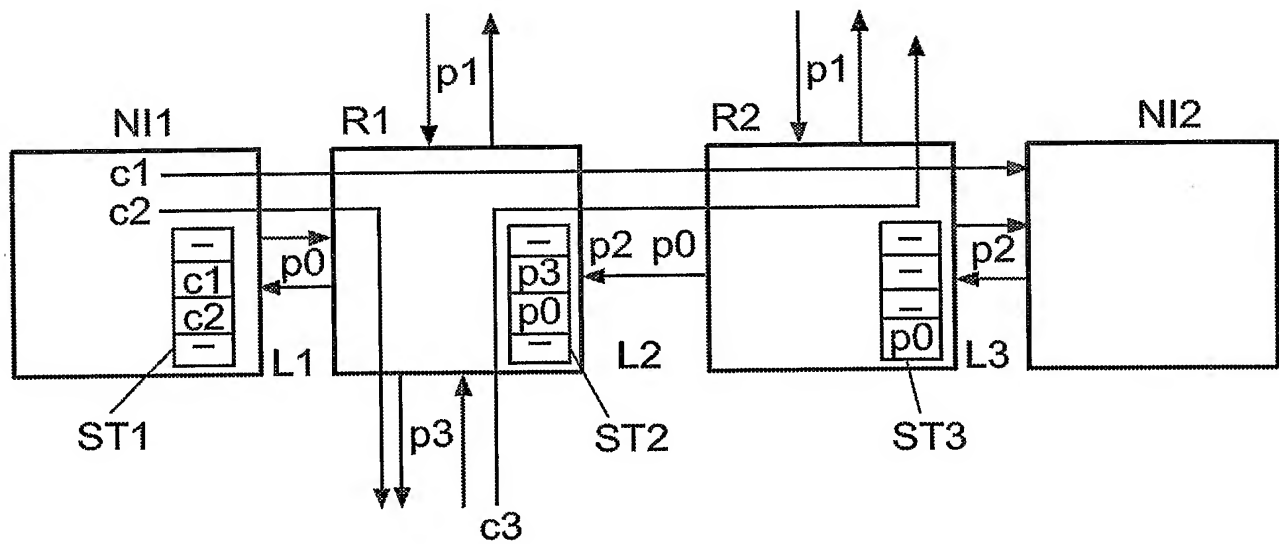 p1
p1
NI1
R1
R2
NI2
c1
c2
–
c1
c2
–
p0
–
p3
p0
–
p2 p0
–
–
–
p0
p2
L1
L2
L3
ST1
p3
ST2
ST3
c3